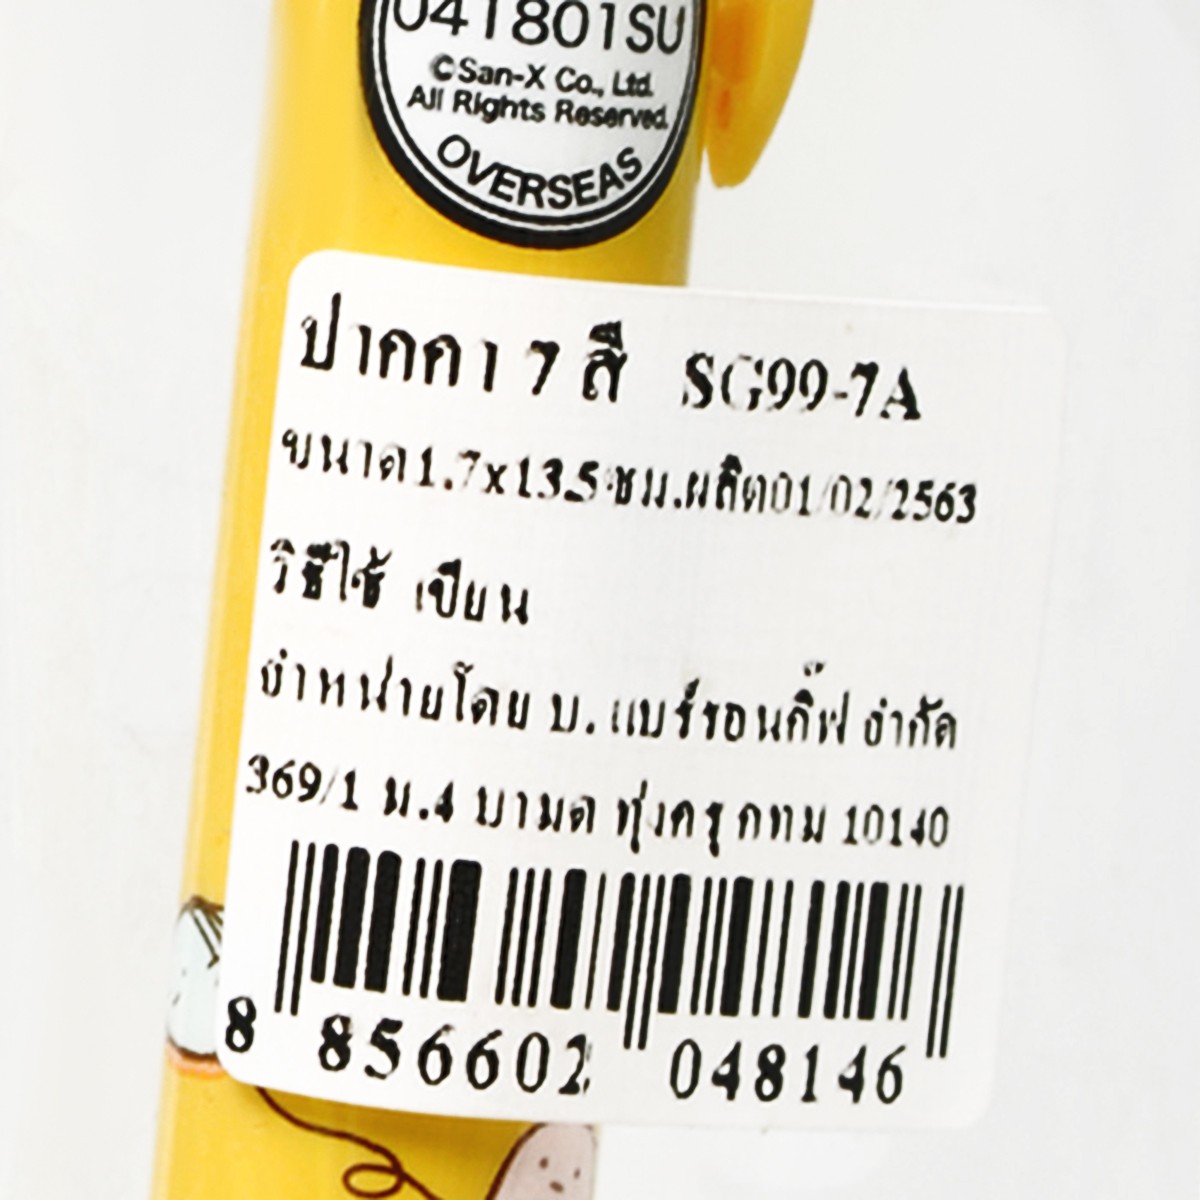 041801SU
©San-X Co., Ltd.
All Rights Reserved.
OVERSEAS
ปากกา 7 สี SG99-7A
ขนาด1.7x13.5ซม.ผลิต01/02/2563
วิธีใช้ เขียน
จำหน่ายโดย บ. แบร์รอนกิ๊ฟ จำกัด
369/1 ม.4 บางมด ทุ่งครุ กทม 10140
8 856602 048146